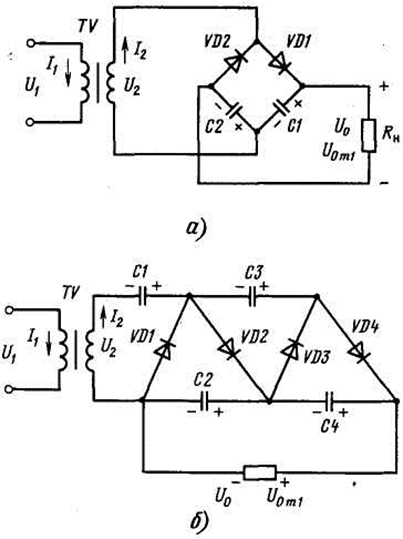 TV
I₁
I₂
U₁
U₂
VD2
VD1
-
+
-
+
C2
C1
+
U₀
U₀m1
Rн
-
а)
TV
I₁
I₂
U₁
U₂
- C1 +
- C3 +
VD1
VD2
VD3
VD4
- C2 +
- C4 +
- +
U₀
U₀m1
б)